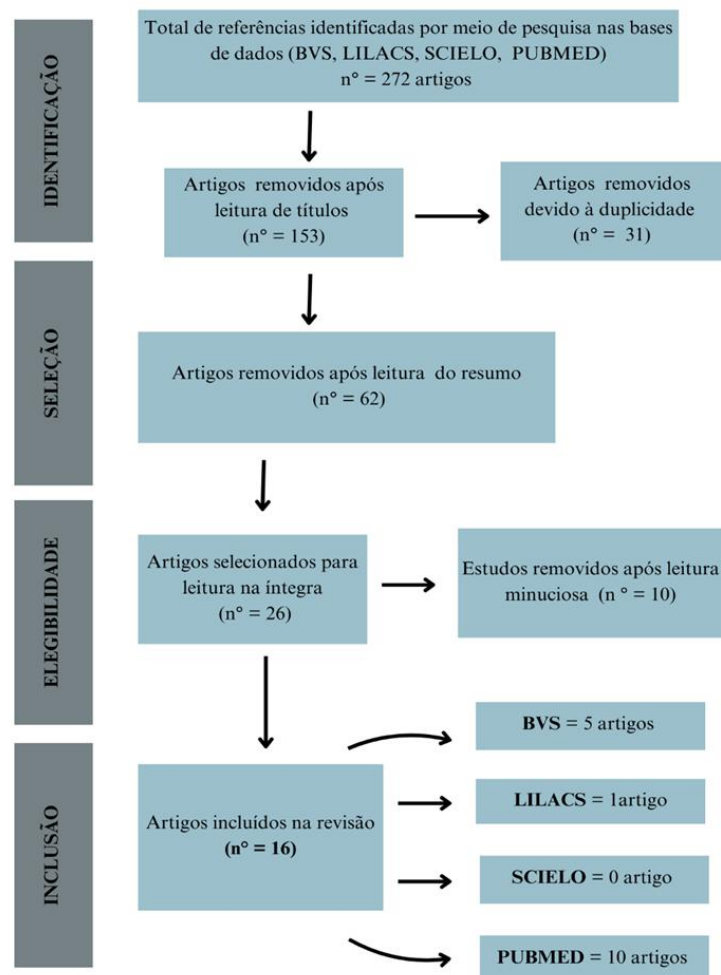 IDENTIFICAÇÃO
Total de referências identificadas por meio de pesquisa nas bases
de dados (BVS, LILACS, SCIELO, PUBMED)
n° = 272 artigos
Artigos removidos após
leitura de títulos
(n° = 153)
Artigos removidos
devido à duplicidade
(n° = 31)
SELEÇÃO
Artigos removidos após leitura do resumo
(n° = 62)
ELEGIBILIDADE
Artigos selecionados para
leitura na íntegra
(n° = 26)
Estudos removidos após leitura
minuciosa (n ° = 10)
INCLUSÃO
Artigos incluídos na revisão
(n° = 16)
BVS = 5 artigos
LILACS = 1artigo
SCIELO = 0 artigo
PUBMED = 10 artigos